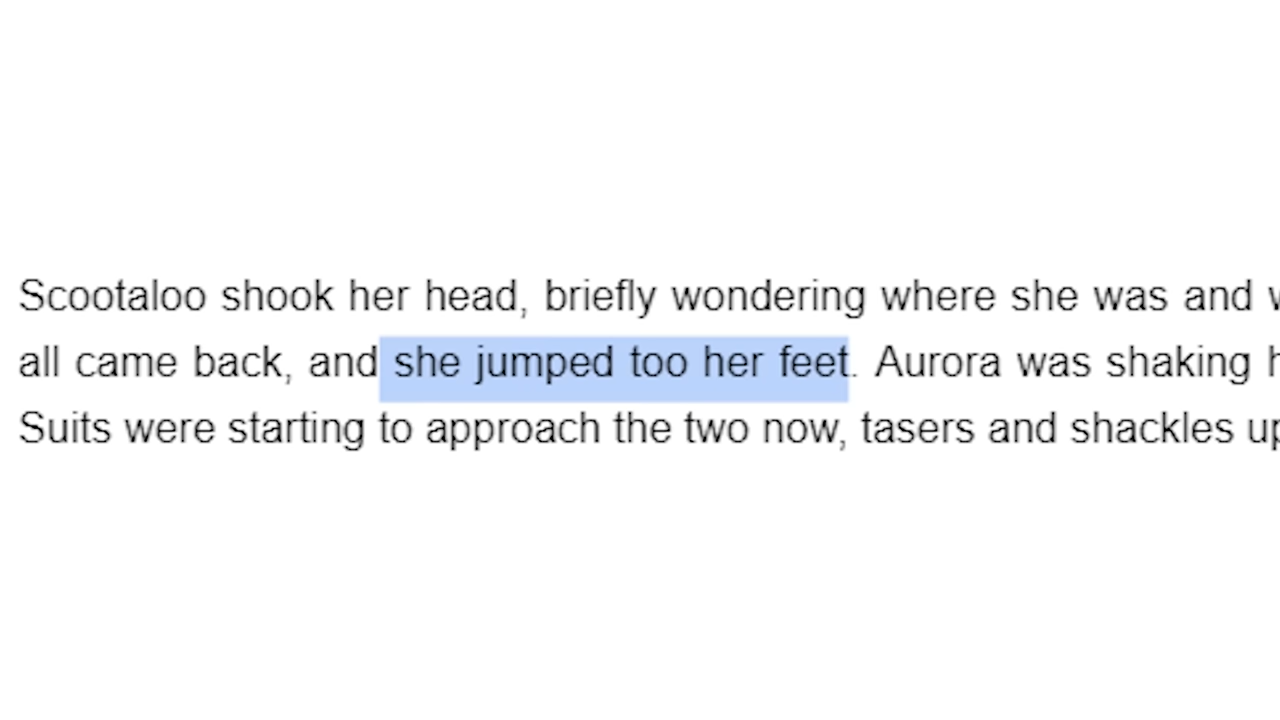 Scootaloo shook her head, briefly wondering where she was and
all came back, and she jumped too her feet. Aurora was shaking
Suits were starting to approach the two now, tasers and shackles up